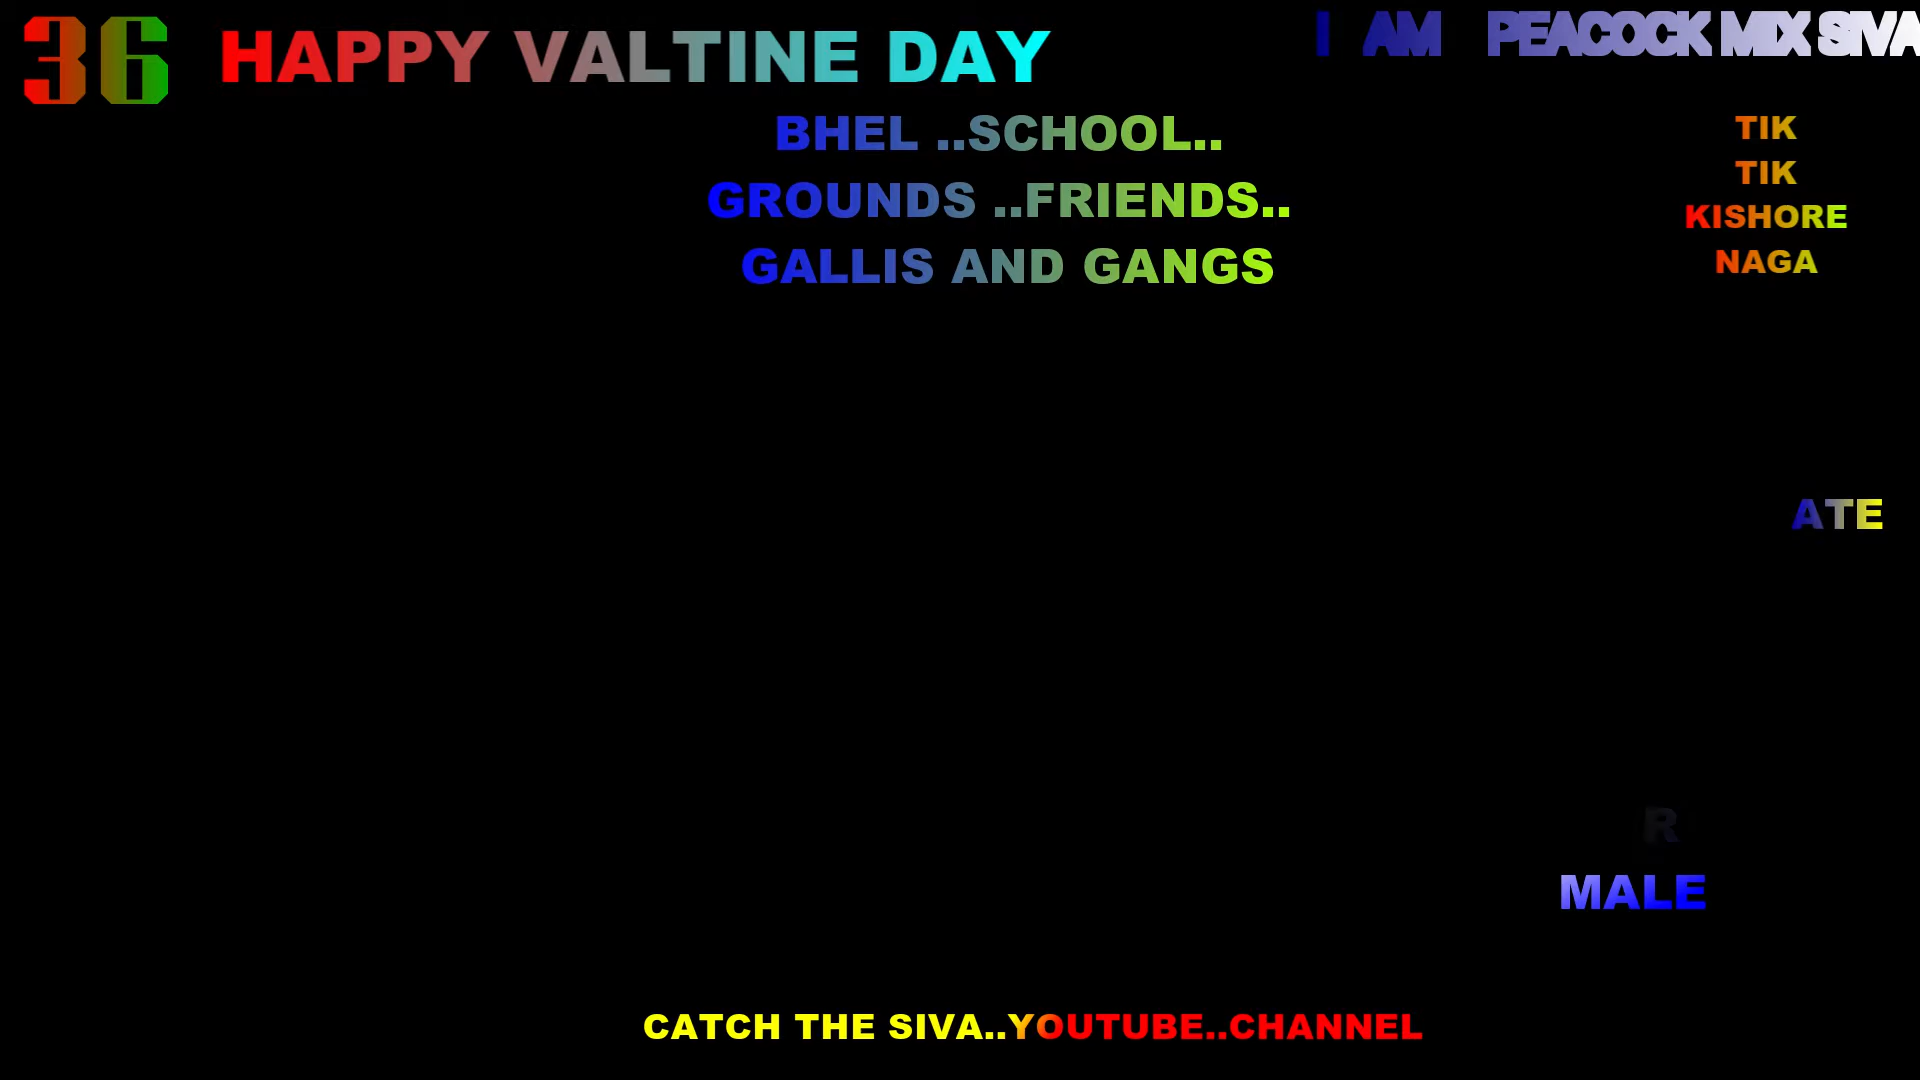 36 HAPPY VALTINE DAY
I AM PEACOCK MIX SIVA
BHEL ..SCHOOL..
GROUNDS ..FRIENDS..
GALLIS AND GANGS
TIK
TIK
KISHORE
NAGA
ATE
R
MALE
CATCH THE SIVA..YOUTUBE..CHANNEL